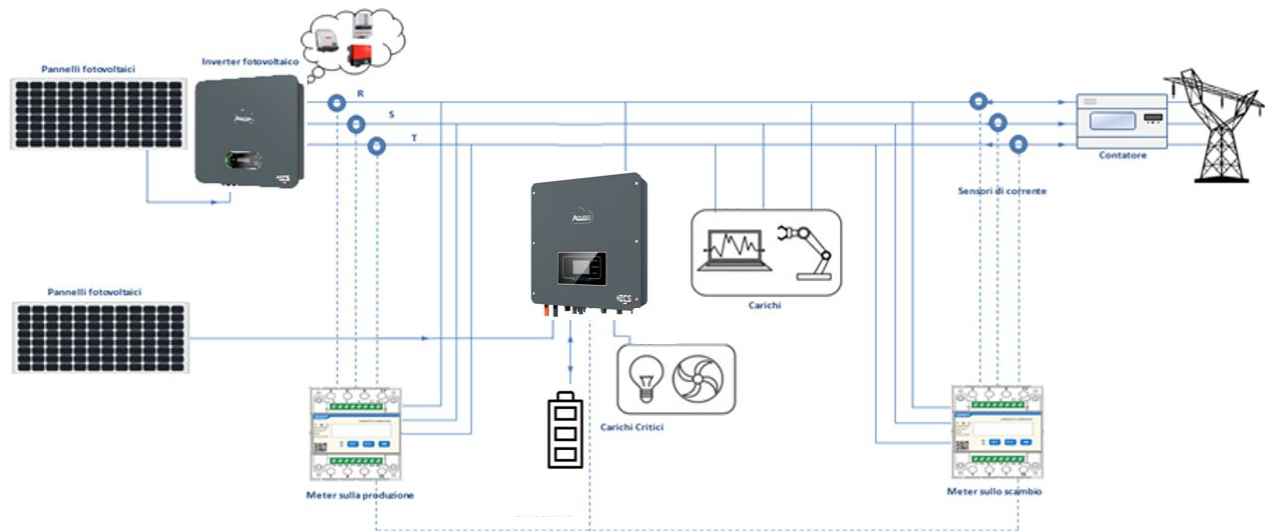 Pannelli fotovoltaici
Inverter fotovoltaico
R
S
T
Contatore
Sensori di corrente
Pannelli fotovoltaici
Carichi
Carichi Critici
Meter sulla produzione
Meter sullo scambio